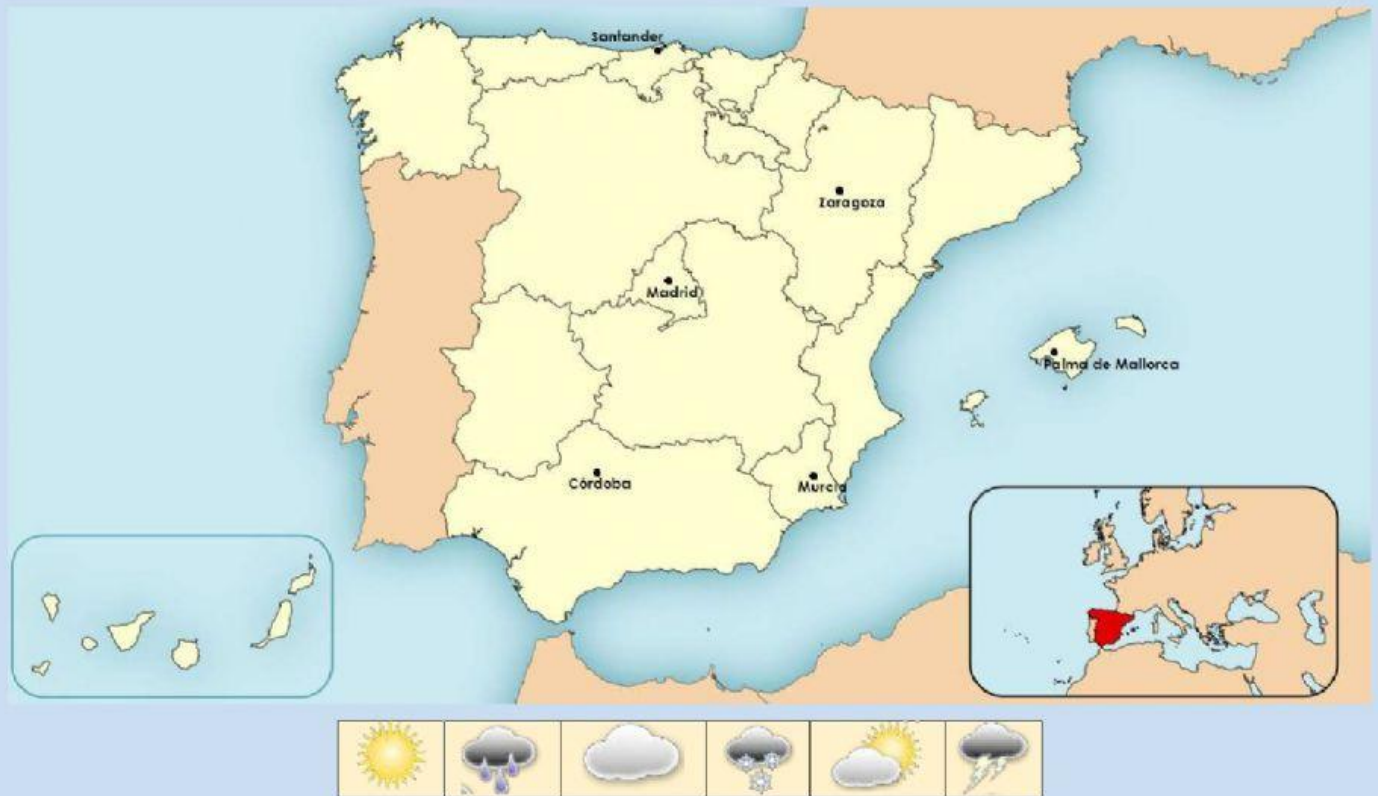 Santander
Zaragoza
Madrid
Palma de Mallorca
Córdoba
Murcia